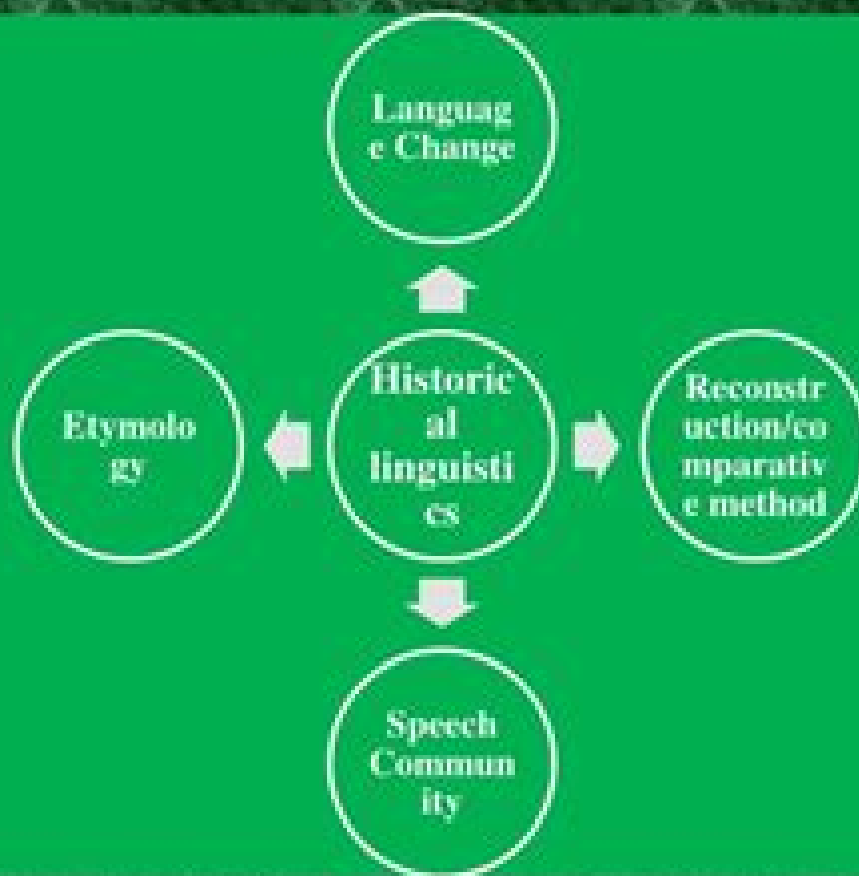 Languag
e Change
Etymolo
gy
Historic
al
linguisti
cs
Reconstr
uction/co
mparativ
e method
Speech
Commun
ity